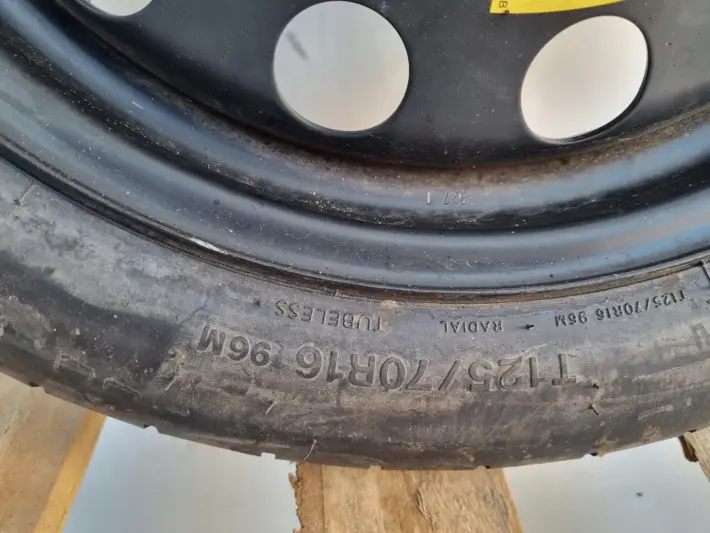 T125/70R16 96M
RADIAL
TUBELESS
T125/70R16 96M